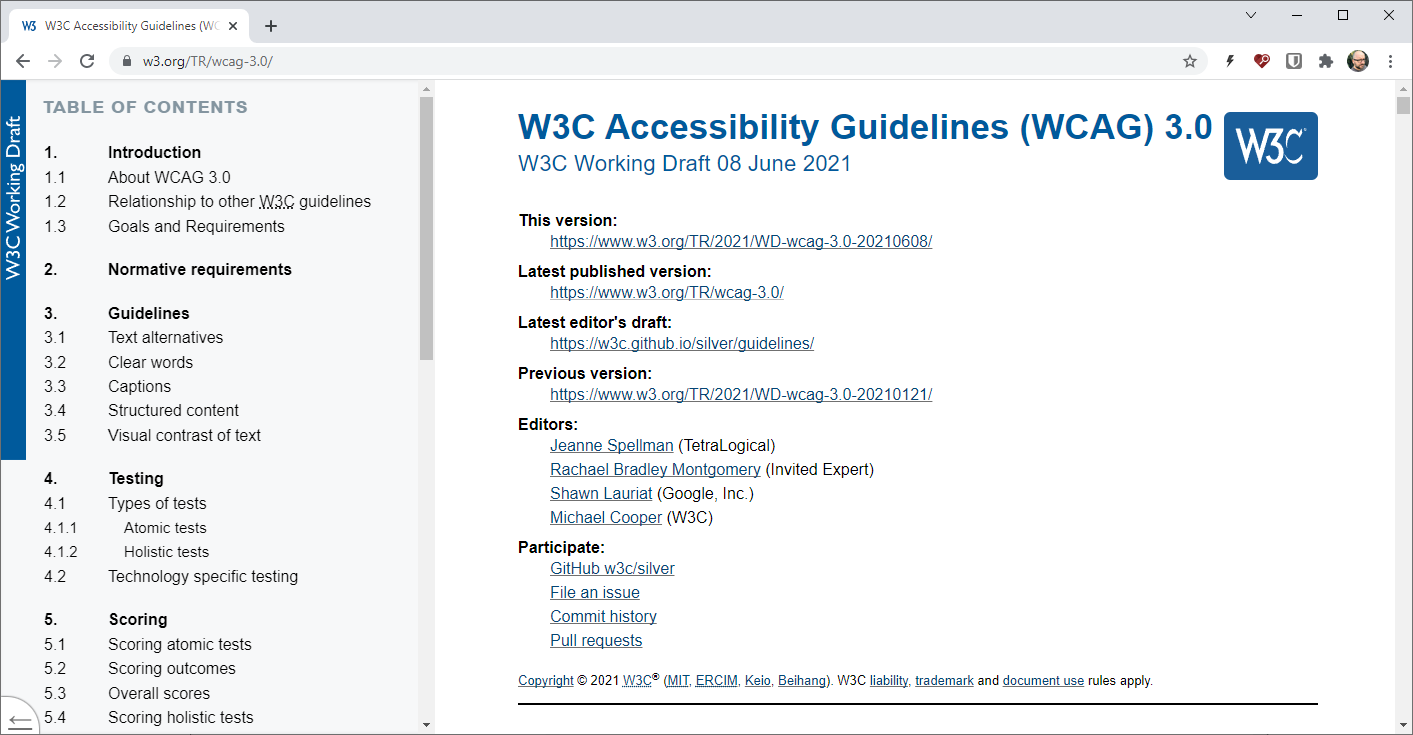 W3C Accessibility Guidelines (WC
w3.org/TR/wcag-3.0/
W3C Working Draft
TABLE OF CONTENTS
1. Introduction
1.1 About WCAG 3.0
1.2 Relationship to other W3C guidelines
1.3 Goals and Requirements
2. Normative requirements
3. Guidelines
3.1 Text alternatives
3.2 Clear words
3.3 Captions
3.4 Structured content
3.5 Visual contrast of text
4. Testing
4.1 Types of tests
4.1.1 Atomic tests
4.1.2 Holistic tests
4.2 Technology specific testing
5. Scoring
5.1 Scoring atomic tests
5.2 Scoring outcomes
5.3 Overall scores
5.4 Scoring holistic tests
W3C Accessibility Guidelines (WCAG) 3.0
W3C
W3C Working Draft 08 June 2021
This version:
https://www.w3.org/TR/2021/WD-wcag-3.0-20210608/
Latest published version:
https://www.w3.org/TR/wcag-3.0/
Latest editor's draft:
https://w3c.github.io/silver/guidelines/
Previous version:
https://www.w3.org/TR/2021/WD-wcag-3.0-20210121/
Editors:
Jeanne Spellman (TetraLogical)
Rachael Bradley Montgomery (Invited Expert)
Shawn Lauriat (Google, Inc.)
Michael Cooper (W3C)
Participate:
GitHub w3c/silver
File an issue
Commit history
Pull requests
Copyright © 2021 W3C® (MIT, ERCIM, Keio, Beihang). W3C liability, trademark and document use rules apply.